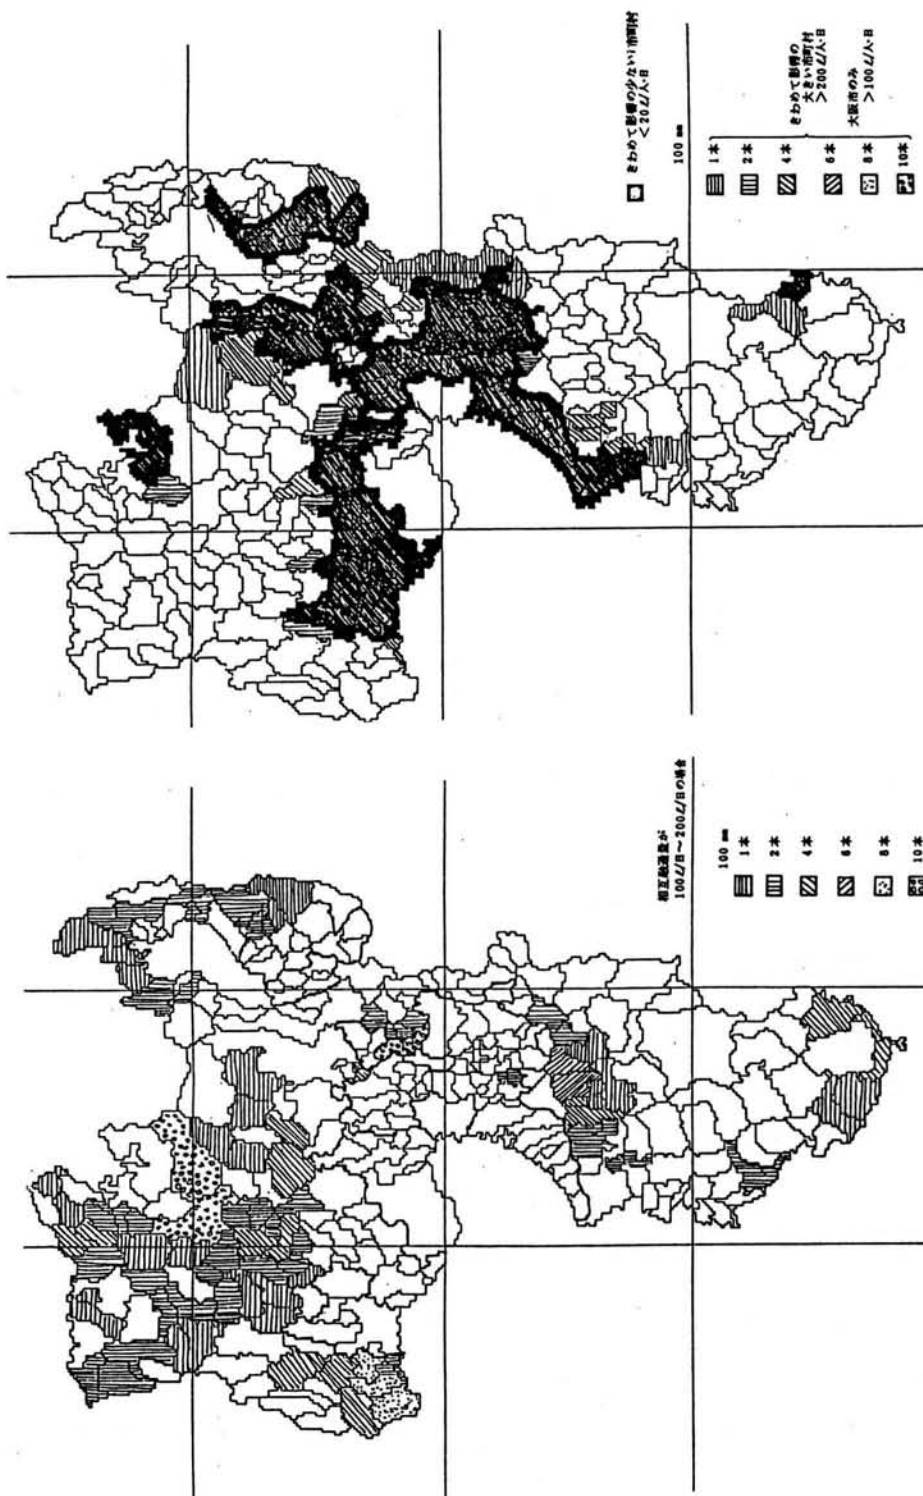 きわめて影響の少ない市町村
<20ℓ/人・日
100 mm
1本
2本
4本
6本
8本
10本
きわめて影響の
大きい市町村
>200ℓ/人・日
大阪市のみ
>100ℓ/人・日
相互融通量が
100ℓ/日～200ℓ/日の場合
100 mm
1本
2本
4本
6本
8本
10本